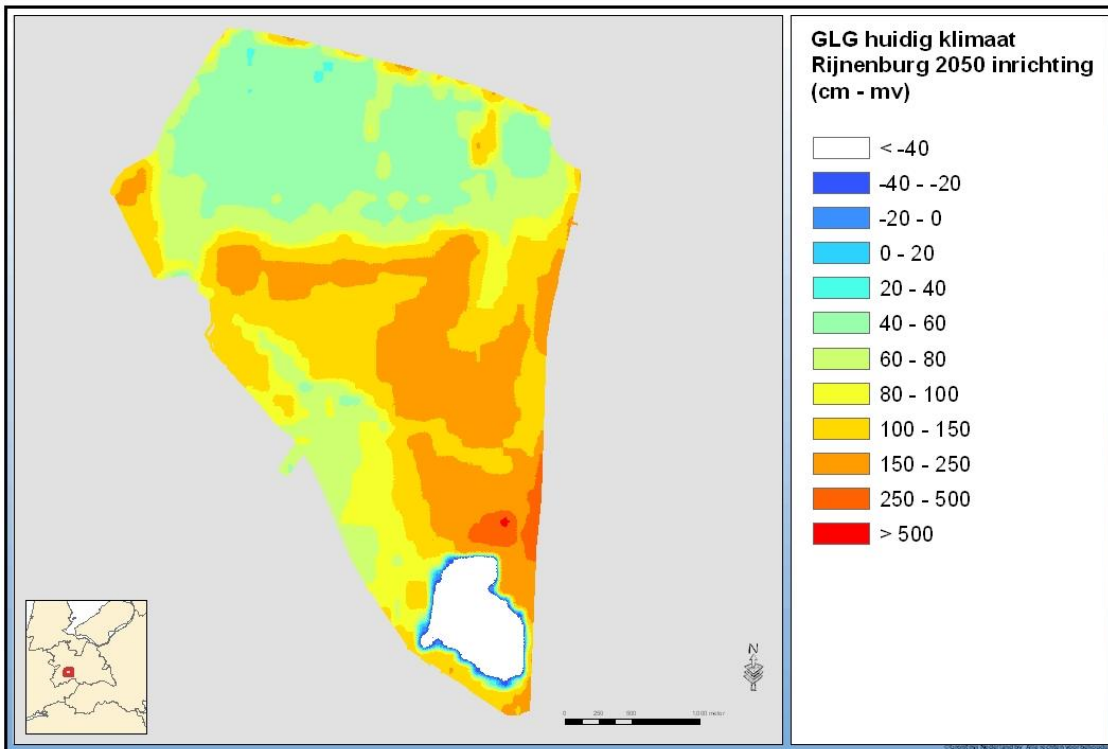 GLG huidig klimaat
Rijnenburg 2050 inrichting
(cm - mv)
< -40
-40 - -20
-20 - 0
0 - 20
20 - 40
40 - 60
60 - 80
80 - 100
100 - 150
150 - 250
250 - 500
> 500
N
0 250 500 1.000 meter